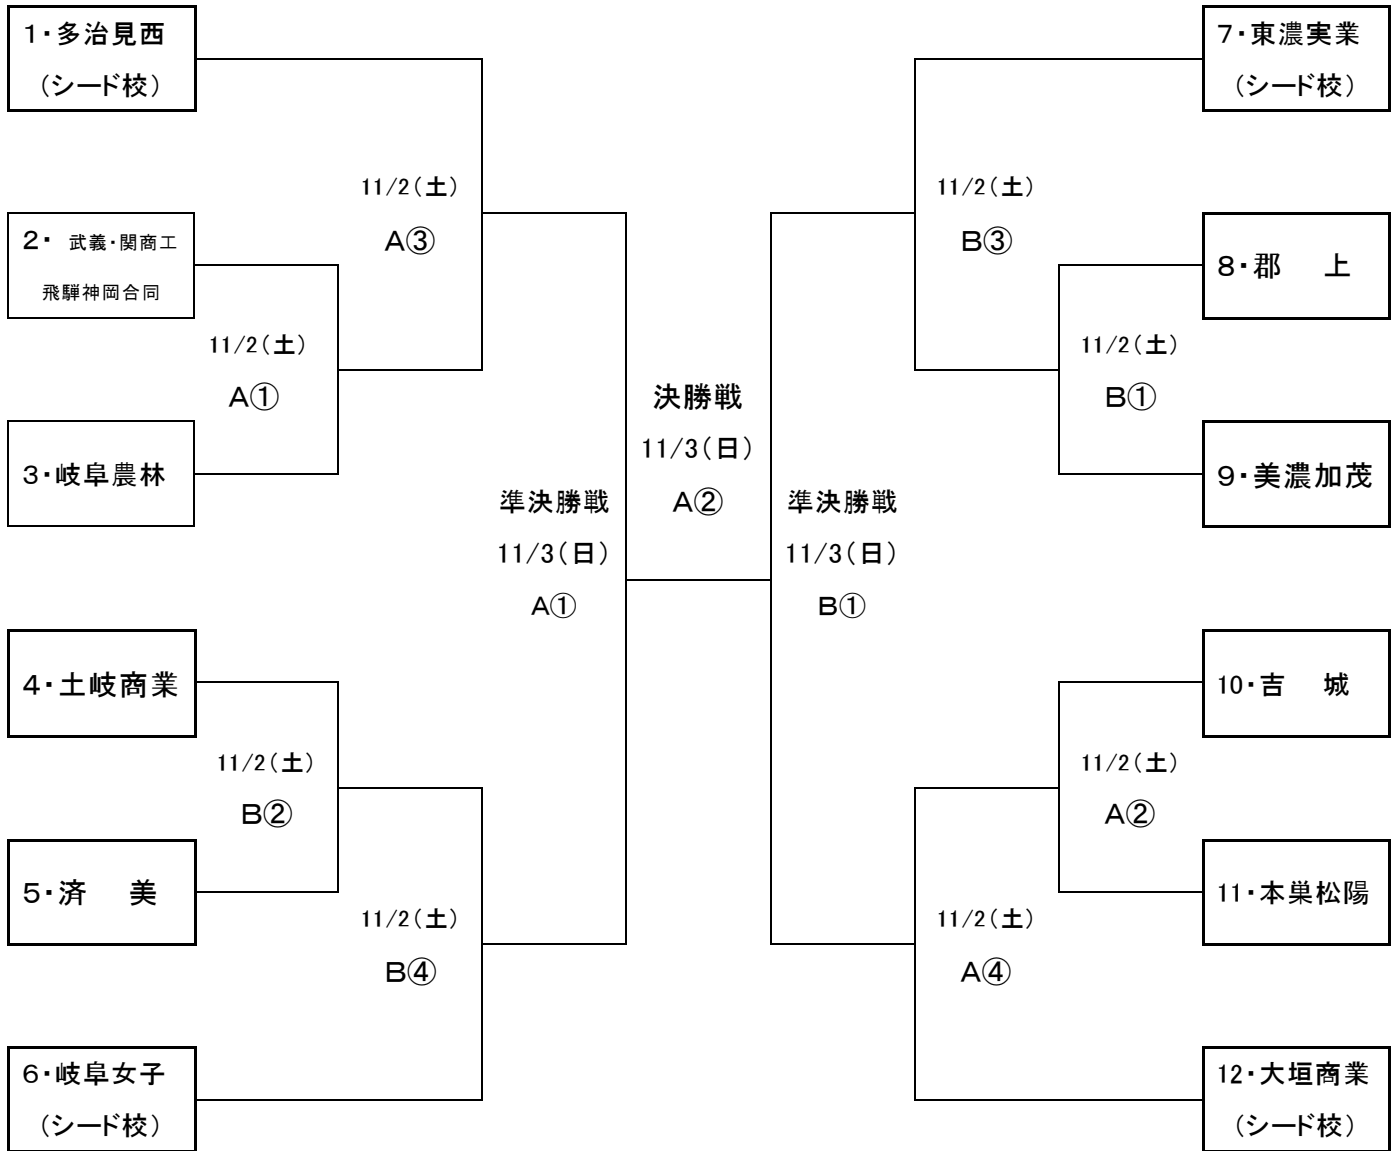 1・多治見西
(シード校)
2・ 武義・関商工
飛騨神岡合同
3・岐阜農林
4・土岐商業
5・済 美
6・岐阜女子
(シード校)
11/2(土)
A①
11/2(土)
B②
11/2(土)
A③
11/2(土)
B④
準決勝戦
11/3(日)
A①
決勝戦
11/3(日)
A②
準決勝戦
11/3(日)
B①
11/2(土)
B③
11/2(土)
A④
11/2(土)
B①
11/2(土)
A②
7・東濃実業
(シード校)
8・郡 上
9・美濃加茂
10・吉 城
11・本巣松陽
12・大垣商業
(シード校)